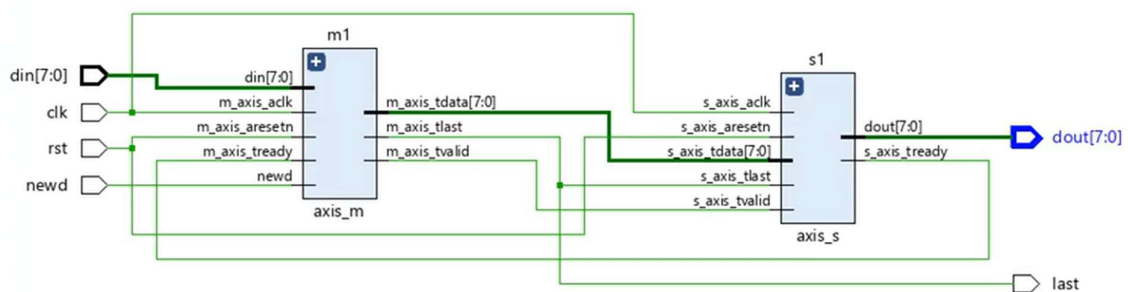 m1
din[7:0]
clk
rst
newd
din[7:0]
m_axis_aclk
m_axis_aresetn
m_axis_tready
newd
m_axis_tdata[7:0]
m_axis_tlast
m_axis_tvalid
axis_m
s1
s_axis_aclk
s_axis_aresetn
s_axis_tdata[7:0]
s_axis_tlast
s_axis_tvalid
dout[7:0]
s_axis_tready
axis_s
dout[7:0]
last